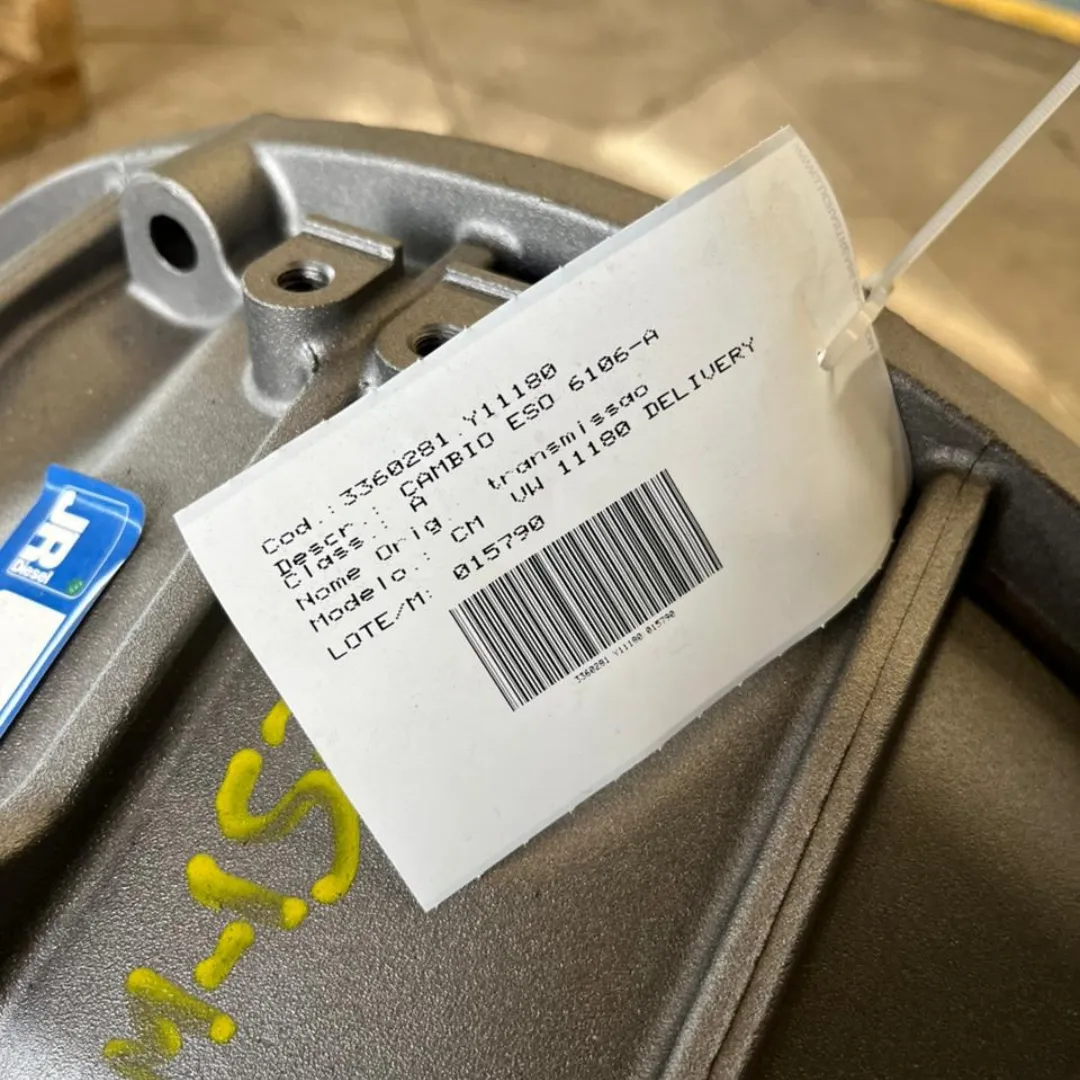 Cod.: 3360281 Y11180
Descr.: CAMBIO ESO 6106-A
Class.: A
Nome Orig.: transmissao
Modelo.: CM VW 11180 DELIVERY
LOTE/M: 015790
3360281 Y11180 015790
JR
Diesel